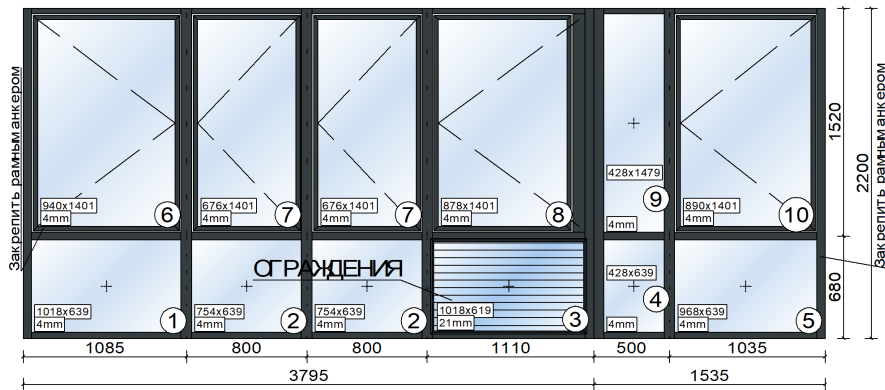 Закрепить рамным анкером
940x1401
4mm
6
676x1401
4mm
7
676x1401
4mm
7
878x1401
4mm
8
428x1479
4mm
9
890x1401
4mm
10
1520
2200
Закрепить рамным анкером
ОГРАЖДЕНИЯ
1018x639
4mm
1
754x639
4mm
2
754x639
4mm
2
1018x619
21mm
3
428x639
4mm
4
968x639
4mm
5
680
1085
800
800
1110
500
1035
3795
1535